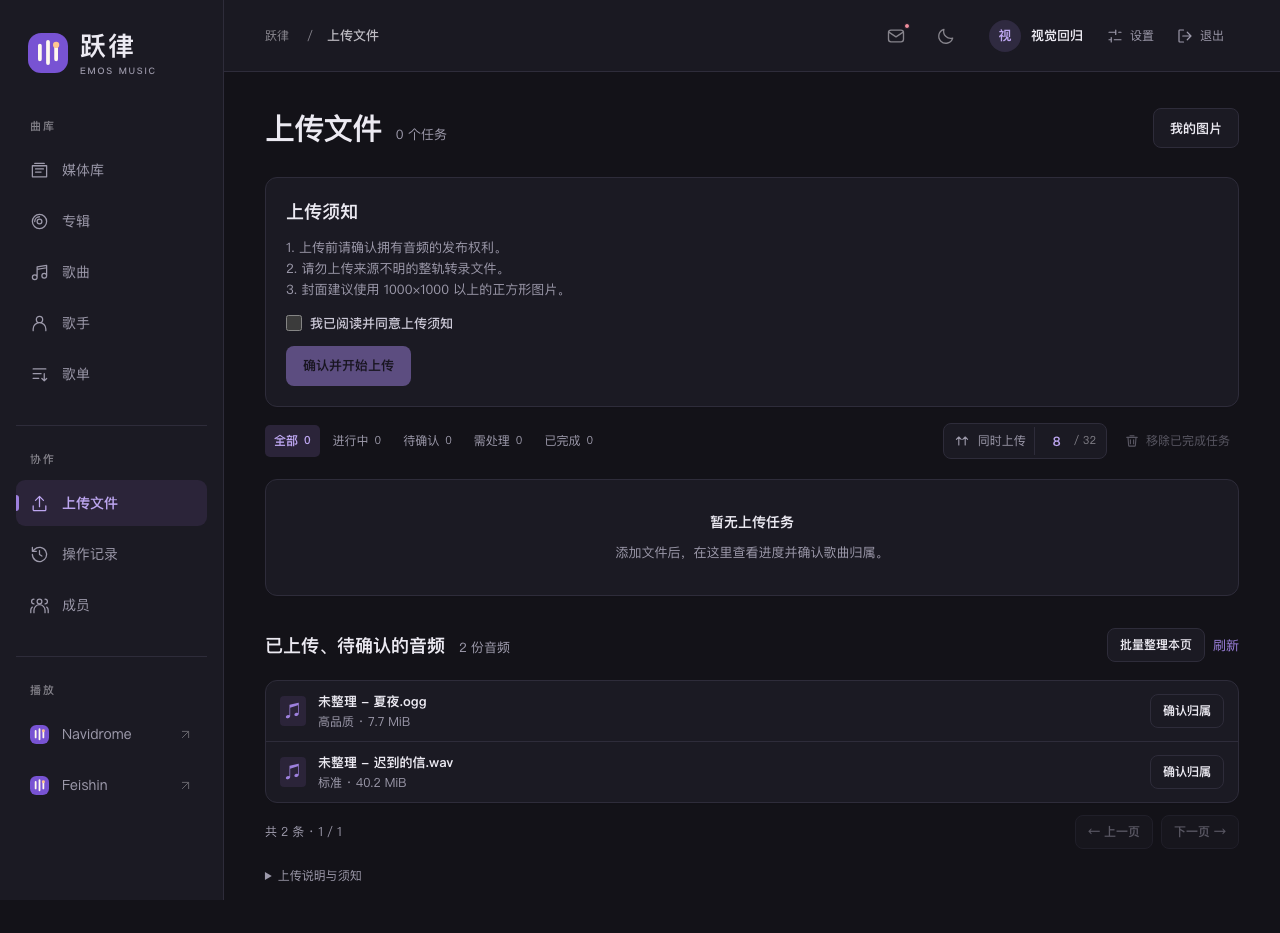 跃律
EMOS MUSIC
曲库
媒体库
专辑
歌曲
歌手
歌单
协作
上传文件
操作记录
成员
播放
Navidrome
Feishin
跃律 / 上传文件
视 视觉回归
设置
退出
上传文件 0 个任务
我的图片
上传须知
1. 上传前请确认拥有音频的发布权利。
2. 请勿上传来源不明的整轨转录文件。
3. 封面建议使用 1000×1000 以上的正方形图片。
我已阅读并同意上传须知
确认并开始上传
全部 0 进行中 0 待确认 0 需处理 0 已完成 0
同时上传 8 / 32
移除已完成任务
暂无上传任务
添加文件后，在这里查看进度并确认歌曲归属。
已上传、待确认的音频 2 份音频
批量整理本页 刷新
未整理 – 夏夜.ogg
高品质 · 7.7 MiB
确认归属
未整理 – 迟到的信.wav
标准 · 40.2 MiB
确认归属
共 2 条 · 1 / 1
← 上一页 下一页 →
▶ 上传说明与须知